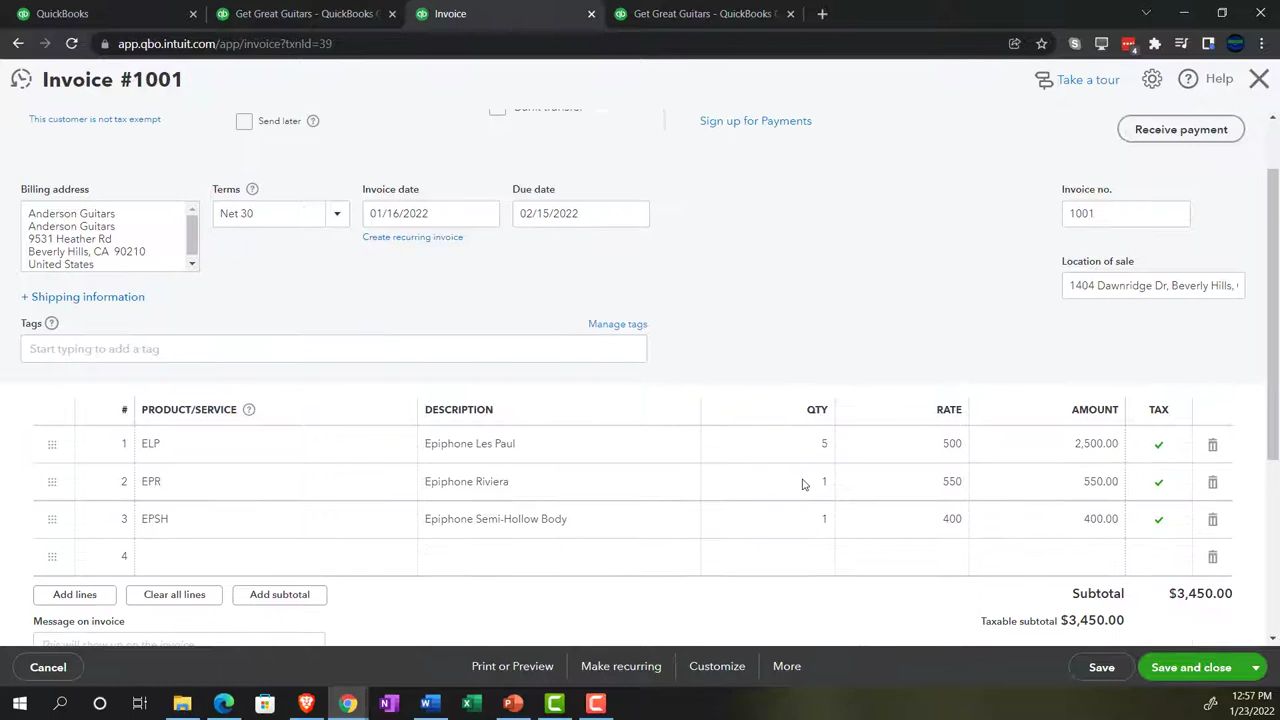 QuickBooks
Get Great Guitars - QuickBooks
Invoice
Get Great Guitars - QuickBooks
app.qbo.intuit.com/app/invoice?txnId=39
4
Invoice #1001
Take a tour
Help
This customer is not tax exempt
Send later
Sign up for Payments
Receive payment
Billing address
Terms
Invoice date
Due date
Invoice no.
Anderson Guitars
Anderson Guitars
9531 Heather Rd
Beverly Hills, CA 90210
United States
Net 30
01/16/2022
02/15/2022
1001
Create recurring invoice
Location of sale
1404 Dawnridge Dr, Beverly Hills,
+ Shipping information
Tags
Manage tags
Start typing to add a tag
# PRODUCT/SERVICE DESCRIPTION QTY RATE AMOUNT TAX
1 ELP Epiphone Les Paul 5 500 2,500.00
2 EPR Epiphone Riviera 1 550 550.00
3 EPSH Epiphone Semi-Hollow Body 1 400 400.00
4
Add lines
Clear all lines
Add subtotal
Subtotal $3,450.00
Message on invoice
Taxable subtotal $3,450.00
This will show up on the invoice
Cancel
Print or Preview
Make recurring
Customize
More
Save
Save and close
12:57 PM
1/23/2022